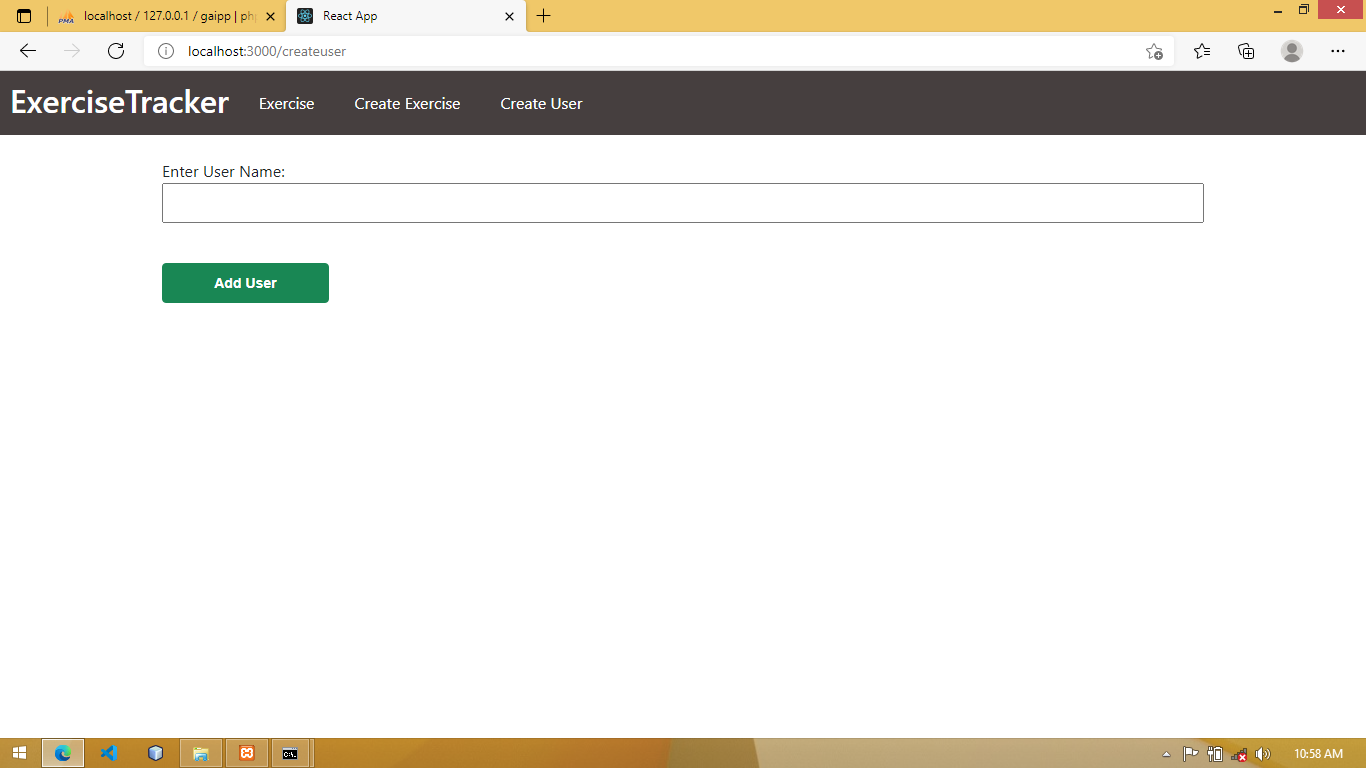 localhost / 127.0.0.1 / gaipp | php
React App
localhost:3000/createuser
ExerciseTracker Exercise Create Exercise Create User
Enter User Name:
Add User
10:58 AM